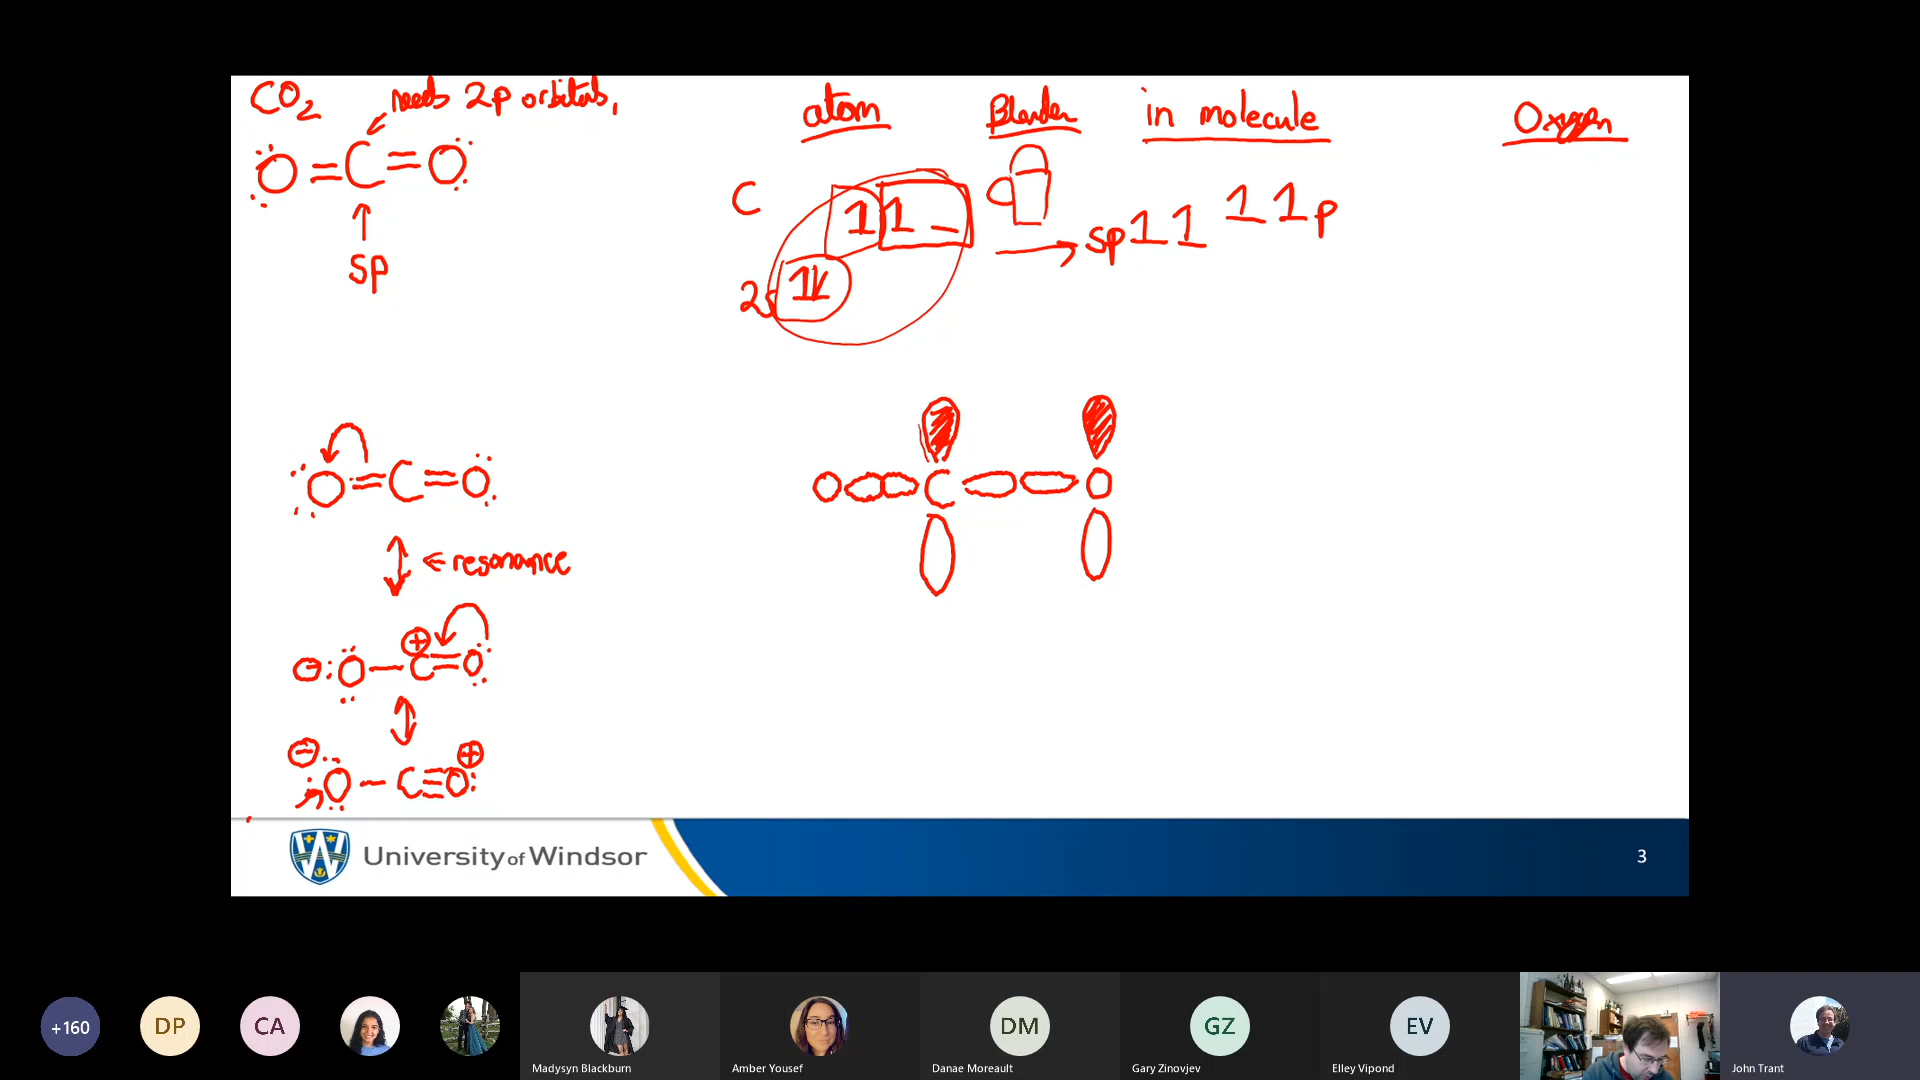 CO2
needs 2p orbitals,
O=C=O
sp
atom
Blender
in molecule
Oxygen
C
1 1 _
2s
sp 1 1 1 1 p
O=C=O
resonance
⊖ :O-C=O
⊕
⊖ ⊕
O-C≡O
O C O
University of Windsor
3
+160
DP
CA
DM
GZ
EV
Madysyn Blackburn
Amber Yousef
Danae Moreault
Gary Zinovjev
Elley Vipond
John Trant